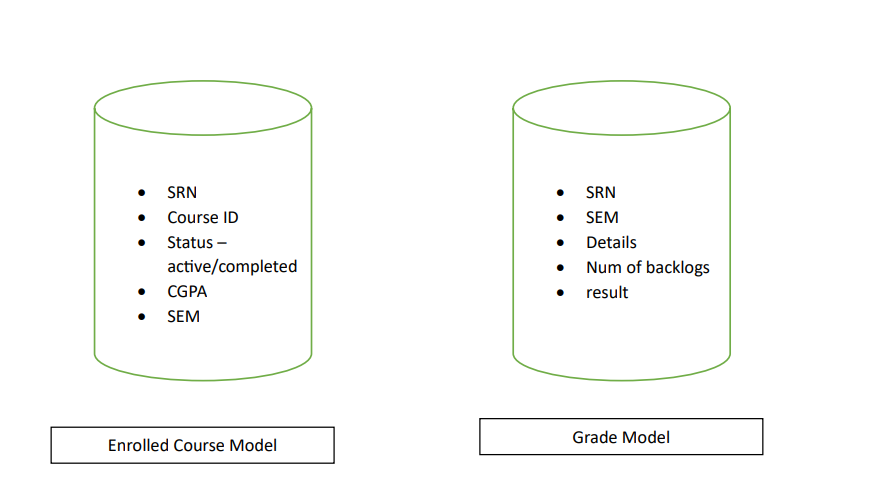 SRN
Course ID
Status –
active/completed
CGPA
SEM
Enrolled Course Model
SRN
SEM
Details
Num of backlogs
result
Grade Model